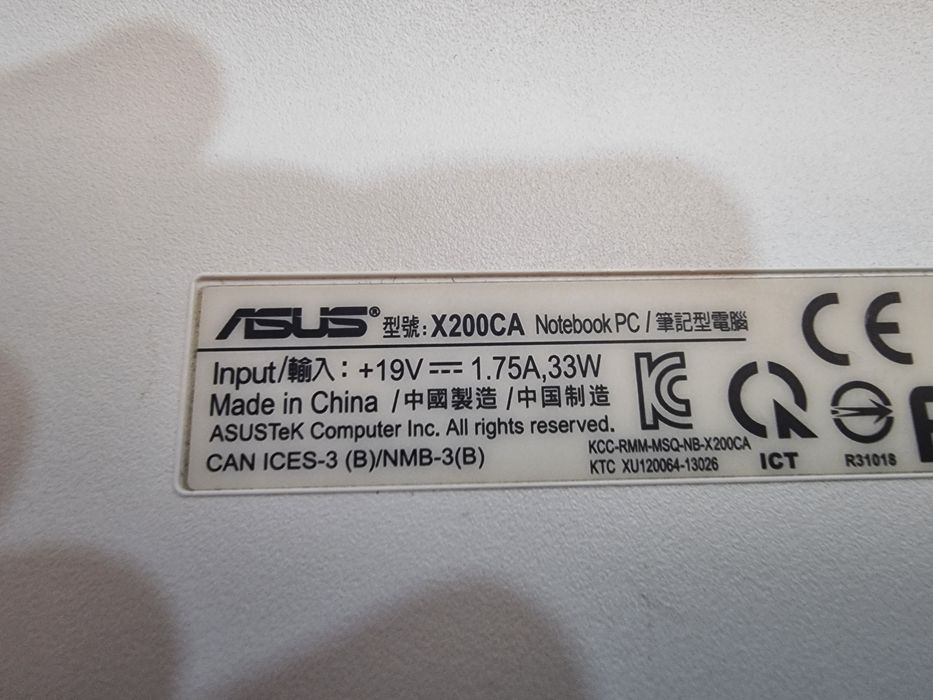 ASUS® 型號: X200CA Notebook PC / 筆記型電腦
Input/輸入: +19V⎓1.75A,33W
Made in China /中國製造 /中国制造
ASUSTeK Computer Inc. All rights reserved.
CAN ICES-3 (B)/NMB-3(B)
KCC-RMM-MSQ-NB-X200CA
KTC XU120064-13026
CE
ICT
R31018